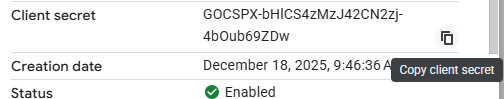 Client secret GOCSPX-bHlCS4zMzJ42CN2zj-
4bOub69ZDw
Creation date December 18, 2025, 9:46:36 A
Copy client secret
Status Enabled